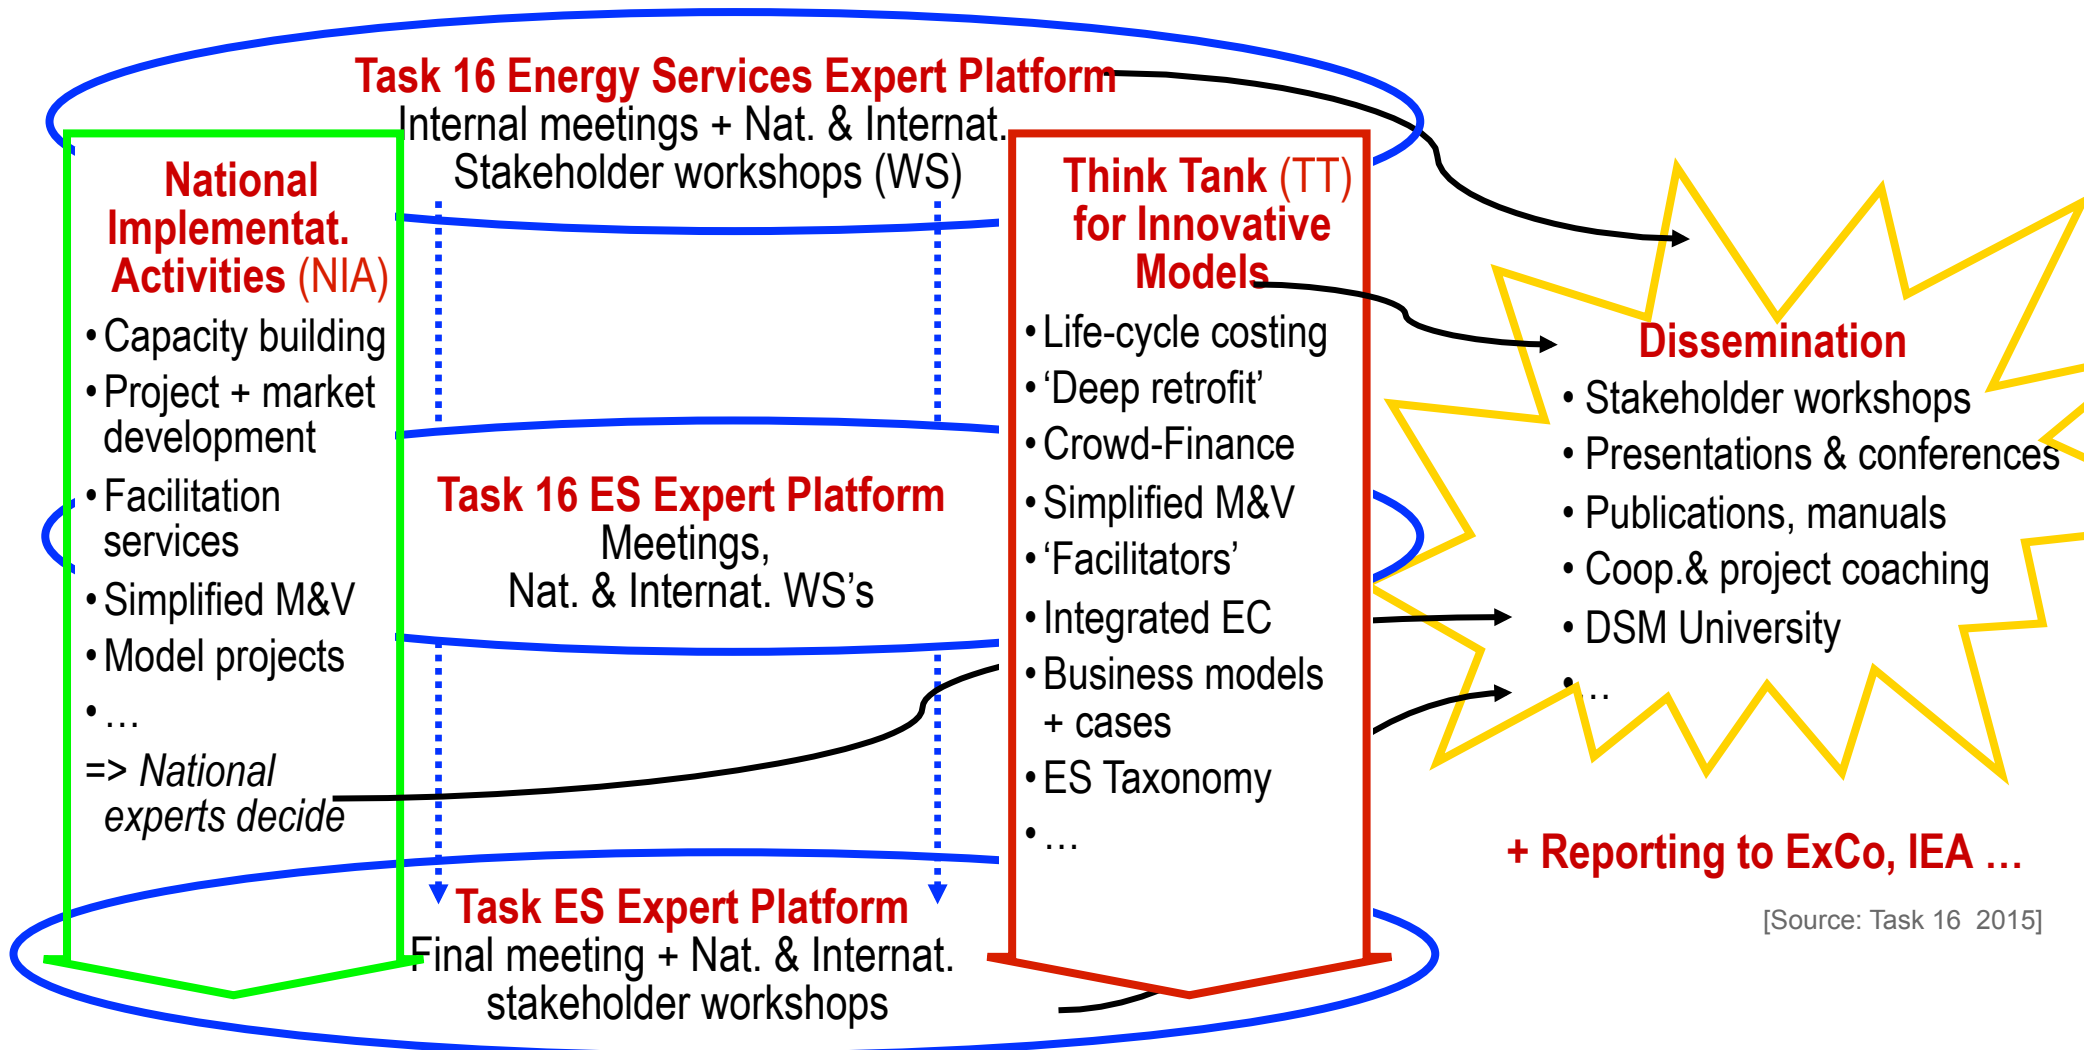 Task 16 Energy Services Expert Platform
Internal meetings + Nat. & Internat.
Stakeholder workshops (WS)
National
Implementat.
Activities (NIA)
• Capacity building
• Project + market
development
• Facilitation
services
• Simplified M&V
• Model projects
• …
=> National
experts decide
Task 16 ES Expert Platform
Meetings,
Nat. & Internat. WS’s
Task ES Expert Platform
Final meeting + Nat. & Internat.
stakeholder workshops
Think Tank (TT)
for Innovative
Models
• Life-cycle costing
• ‘Deep retrofit’
• Crowd-Finance
• Simplified M&V
• ‘Facilitators’
• Integrated EC
• Business models
+ cases
• ES Taxonomy
• …
Dissemination
• Stakeholder workshops
• Presentations & conferences
• Publications, manuals
• Coop.& project coaching
• DSM University
• …
+ Reporting to ExCo, IEA …
[Source: Task 16 2015]